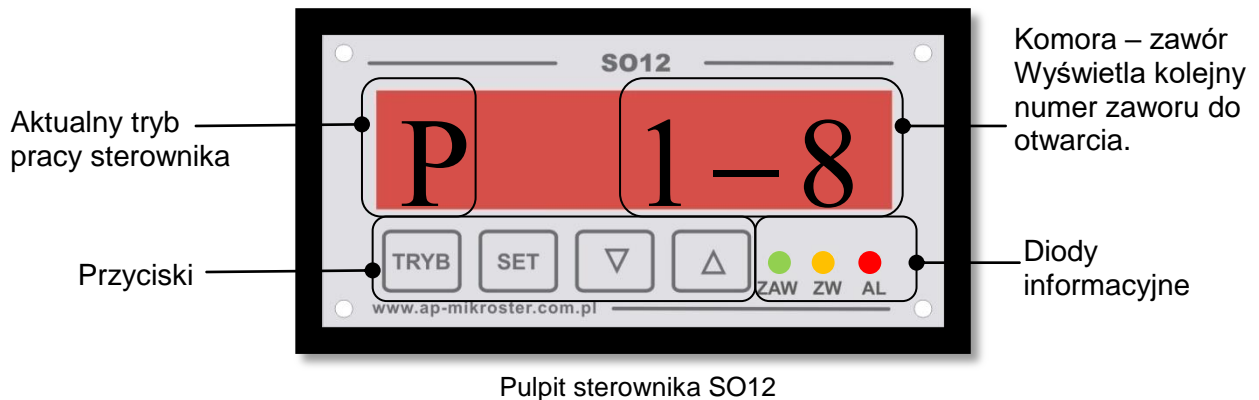 SO12
Aktualny tryb
pracy sterownika
P 1 – 8
Komora – zawór
Wyświetla kolejny
numer zaworu do
otwarcia.
Przyciski
TRYB SET ▽ △
ZAW ZW AL
Diody
informacyjne
www.ap-mikroster.com.pl
Pulpit sterownika SO12